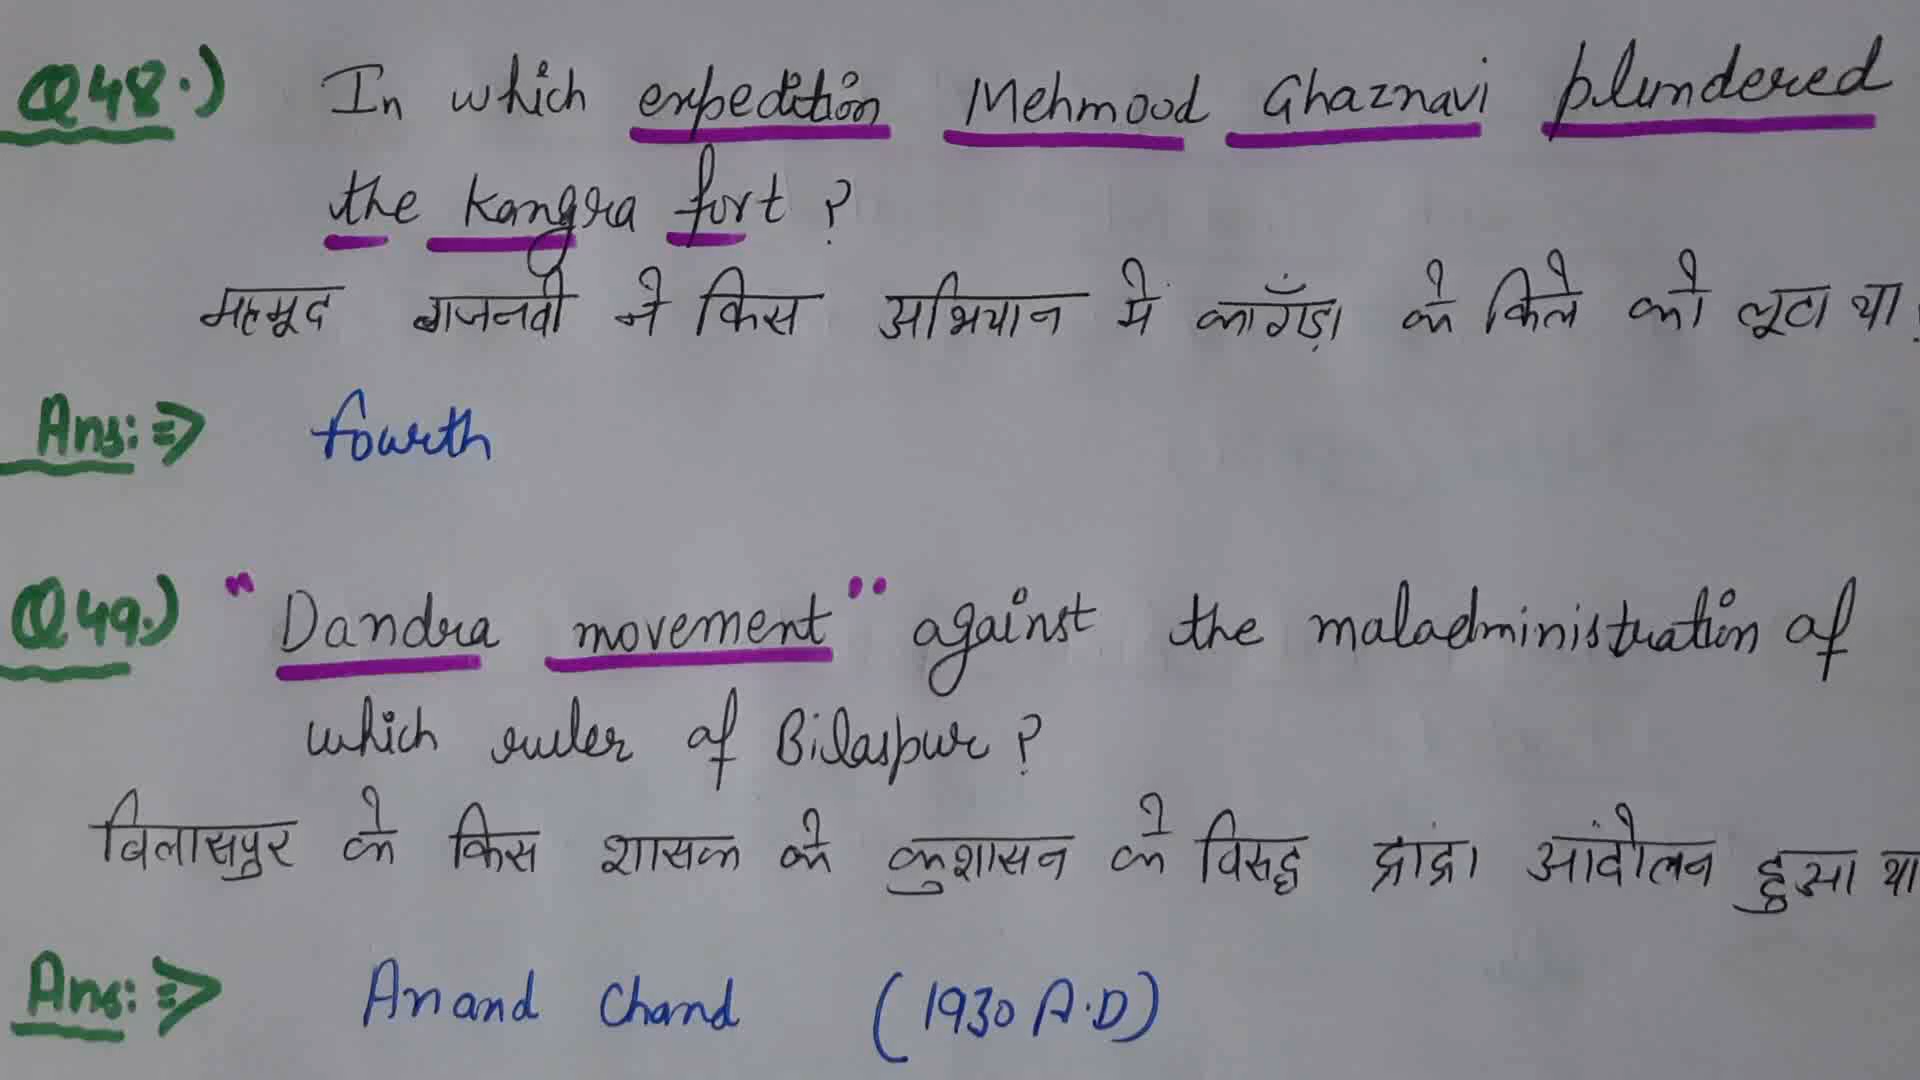 Q48.) In which expedition Mehmood Ghaznavi plundered
the Kangra fort ?
महमूद गजनवी ने किस अभियान में काँगड़ा के किले को लूटा था
Ans:⇒ fourth
Q49.) "Dandra movement" against the maladministration of
which ruler of Bilaspur ?
बिलासपुर के किस शासक के कुशासन के विरुद्ध द्रांद्रा आंदोलन हुआ था
Ans:⇒ Anand Chand (1930 A.D)